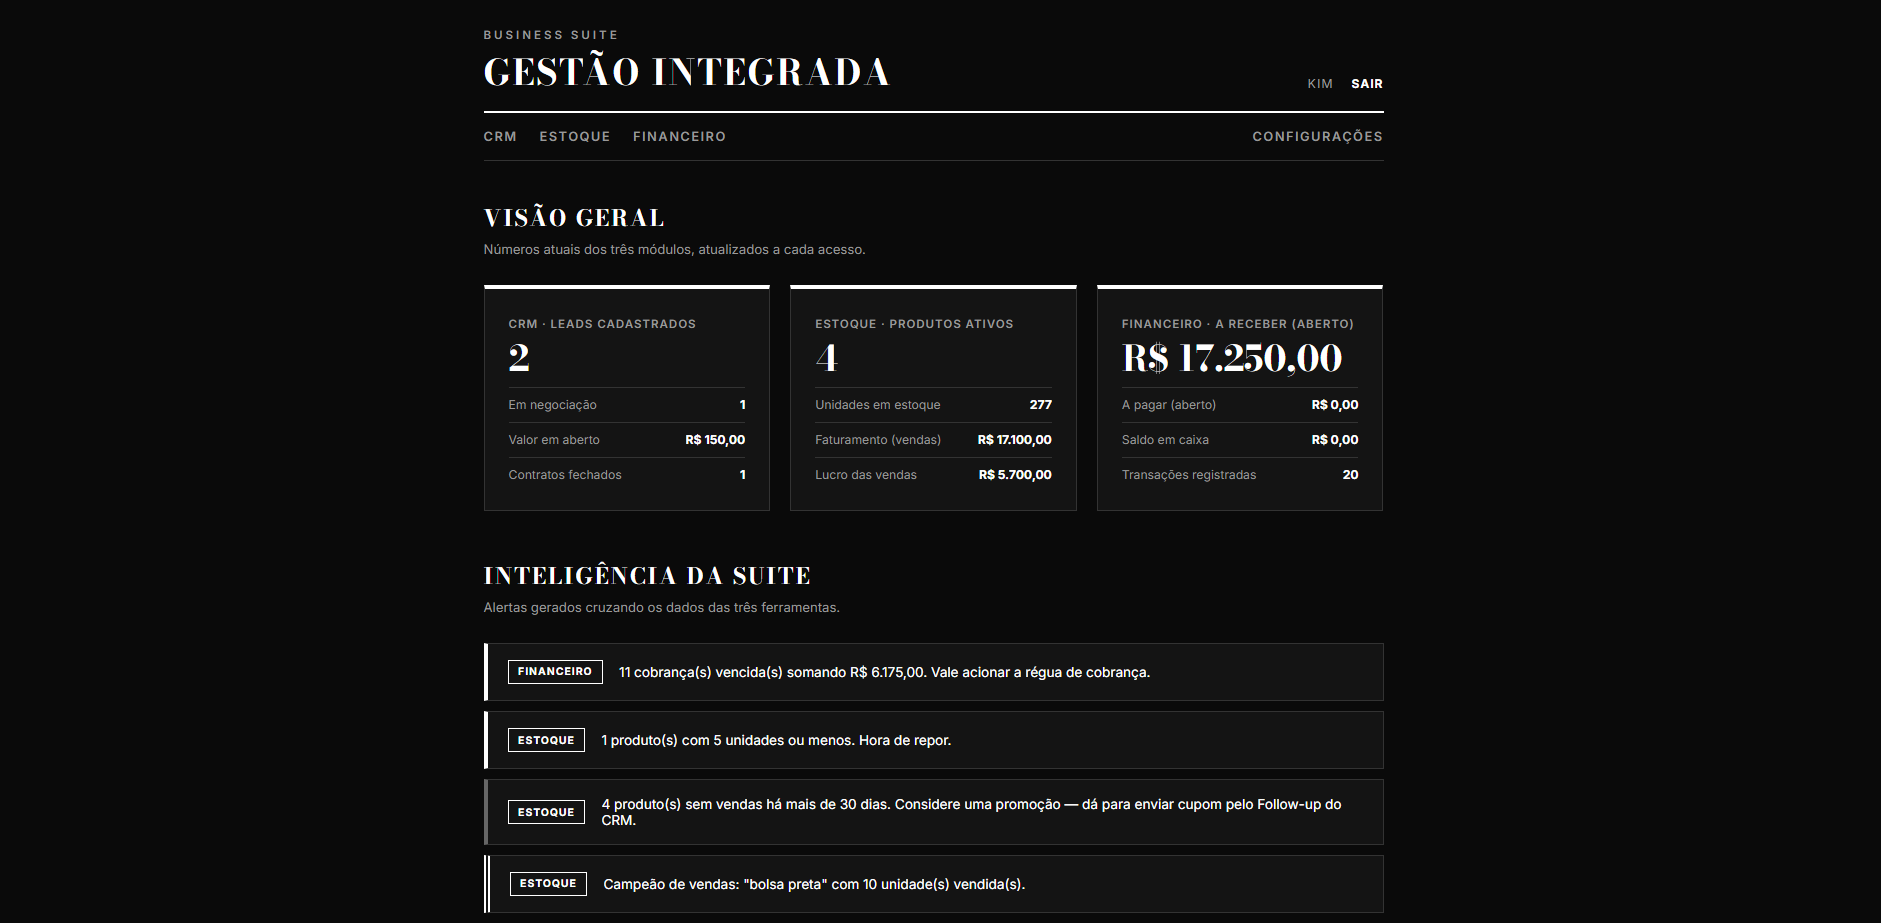 BUSINESS SUITE
GESTÃO INTEGRADA
KIM SAIR
CRM ESTOQUE FINANCEIRO CONFIGURAÇÕES
VISÃO GERAL
Números atuais dos três módulos, atualizados a cada acesso.
CRM · LEADS CADASTRADOS
2
Em negociação 1
Valor em aberto R$ 150,00
Contratos fechados 1
ESTOQUE · PRODUTOS ATIVOS
4
Unidades em estoque 277
Faturamento (vendas) R$ 17.100,00
Lucro das vendas R$ 5.700,00
FINANCEIRO · A RECEBER (ABERTO)
R$ 17.250,00
A pagar (aberto) R$ 0,00
Saldo em caixa R$ 0,00
Transações registradas 20
INTELIGÊNCIA DA SUITE
Alertas gerados cruzando os dados das três ferramentas.
FINANCEIRO 11 cobrança(s) vencida(s) somando R$ 6.175,00. Vale acionar a régua de cobrança.
ESTOQUE 1 produto(s) com 5 unidades ou menos. Hora de repor.
ESTOQUE 4 produto(s) sem vendas há mais de 30 dias. Considere uma promoção — dá para enviar cupom pelo Follow-up do
CRM.
ESTOQUE Campeão de vendas: "bolsa preta" com 10 unidade(s) vendida(s).